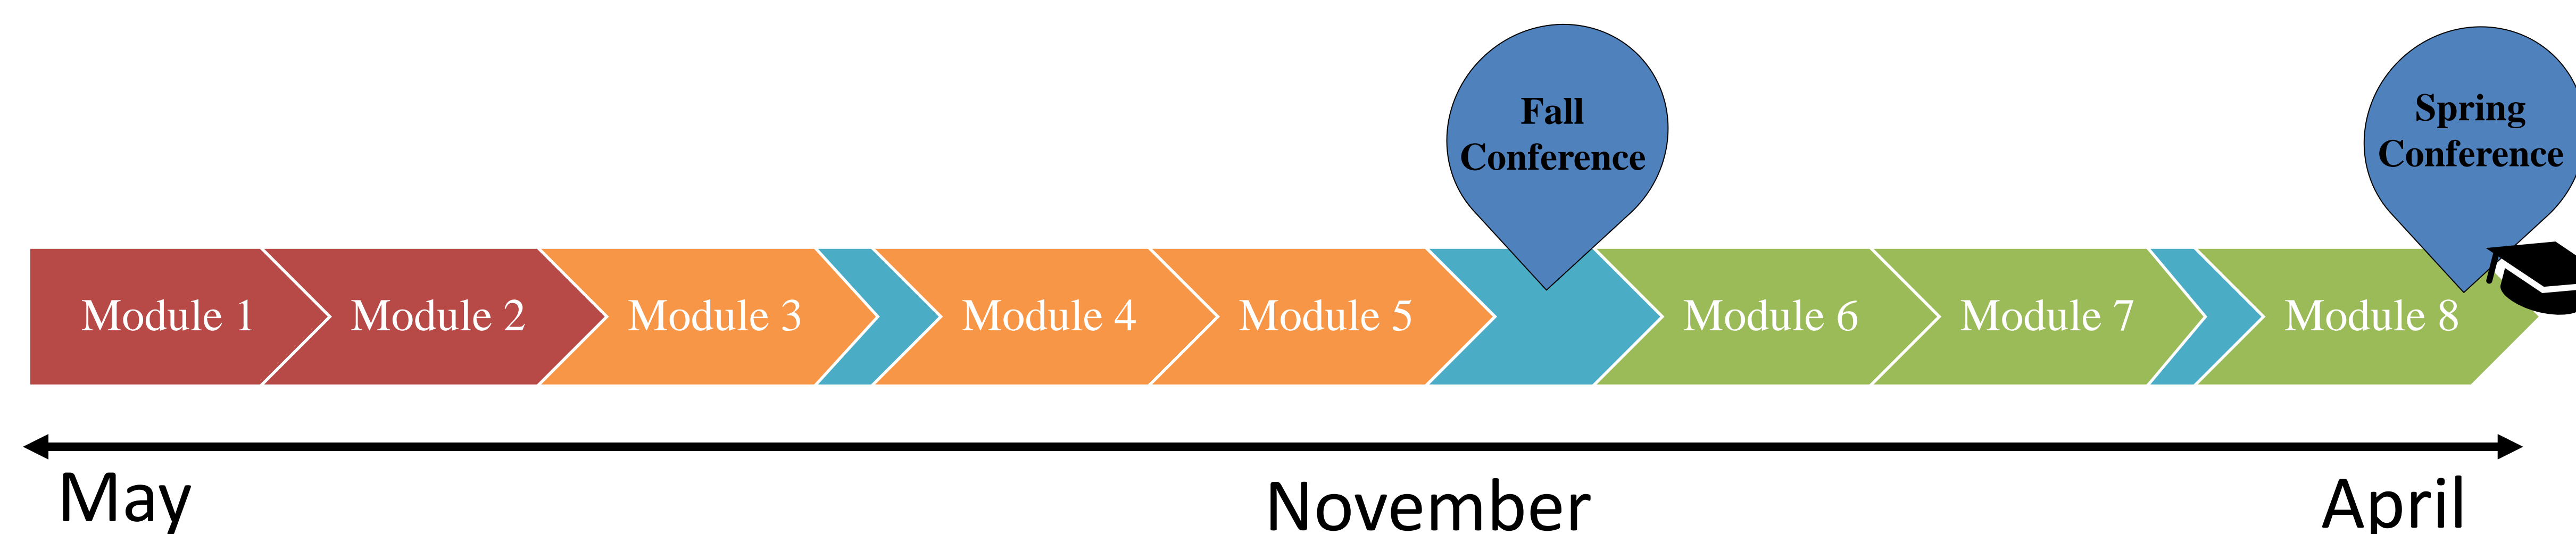 Fall
Conference
Spring
Conference
Module 1
Module 2
Module 3
Module 4
Module 5
Module 6
Module 7
Module 8
May
November
April